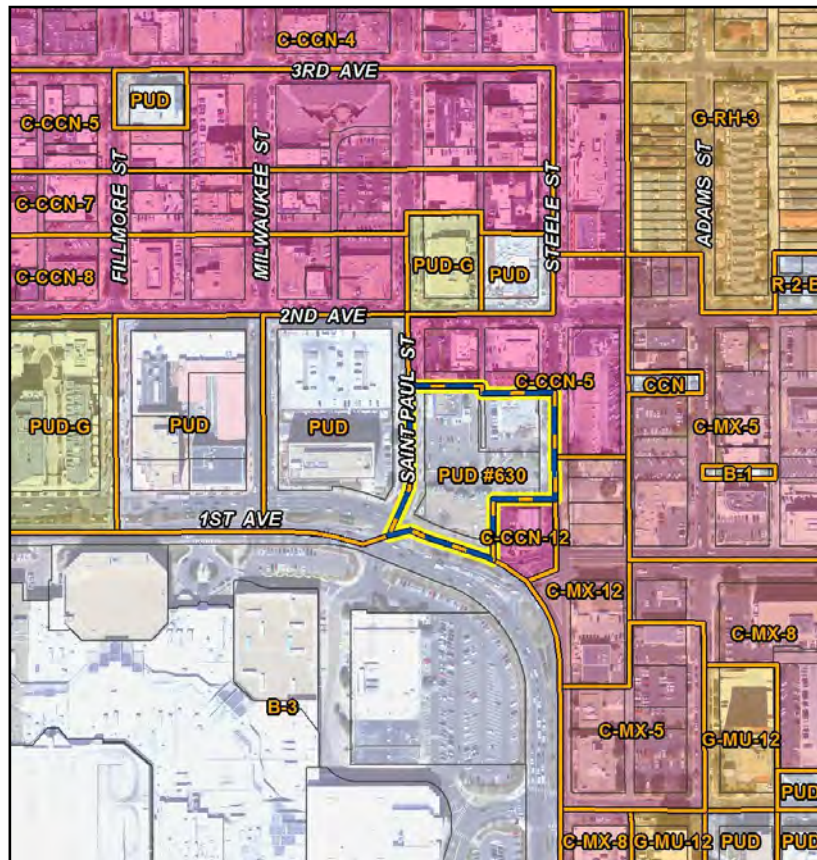 C-CCN-4
3RD AVE
PUD
C-CCN-5
G-RH-3
FILLMORE ST
MILWAUKEE ST
STEELE ST
ADAMS ST
C-CCN-7
C-CCN-8
PUD-G
PUD
R-2-E
2ND AVE
SAINT PAUL ST
C-CCN-5
CCN
PUD-G
PUD
PUD
C-MX-5
PUD #630
B-1
1ST AVE
C-CCN-12
C-MX-12
C-MX-8
B-3
C-MX-5
G-MU-12
PUD
C-MX-8
G-MU-12
PUD
PUD